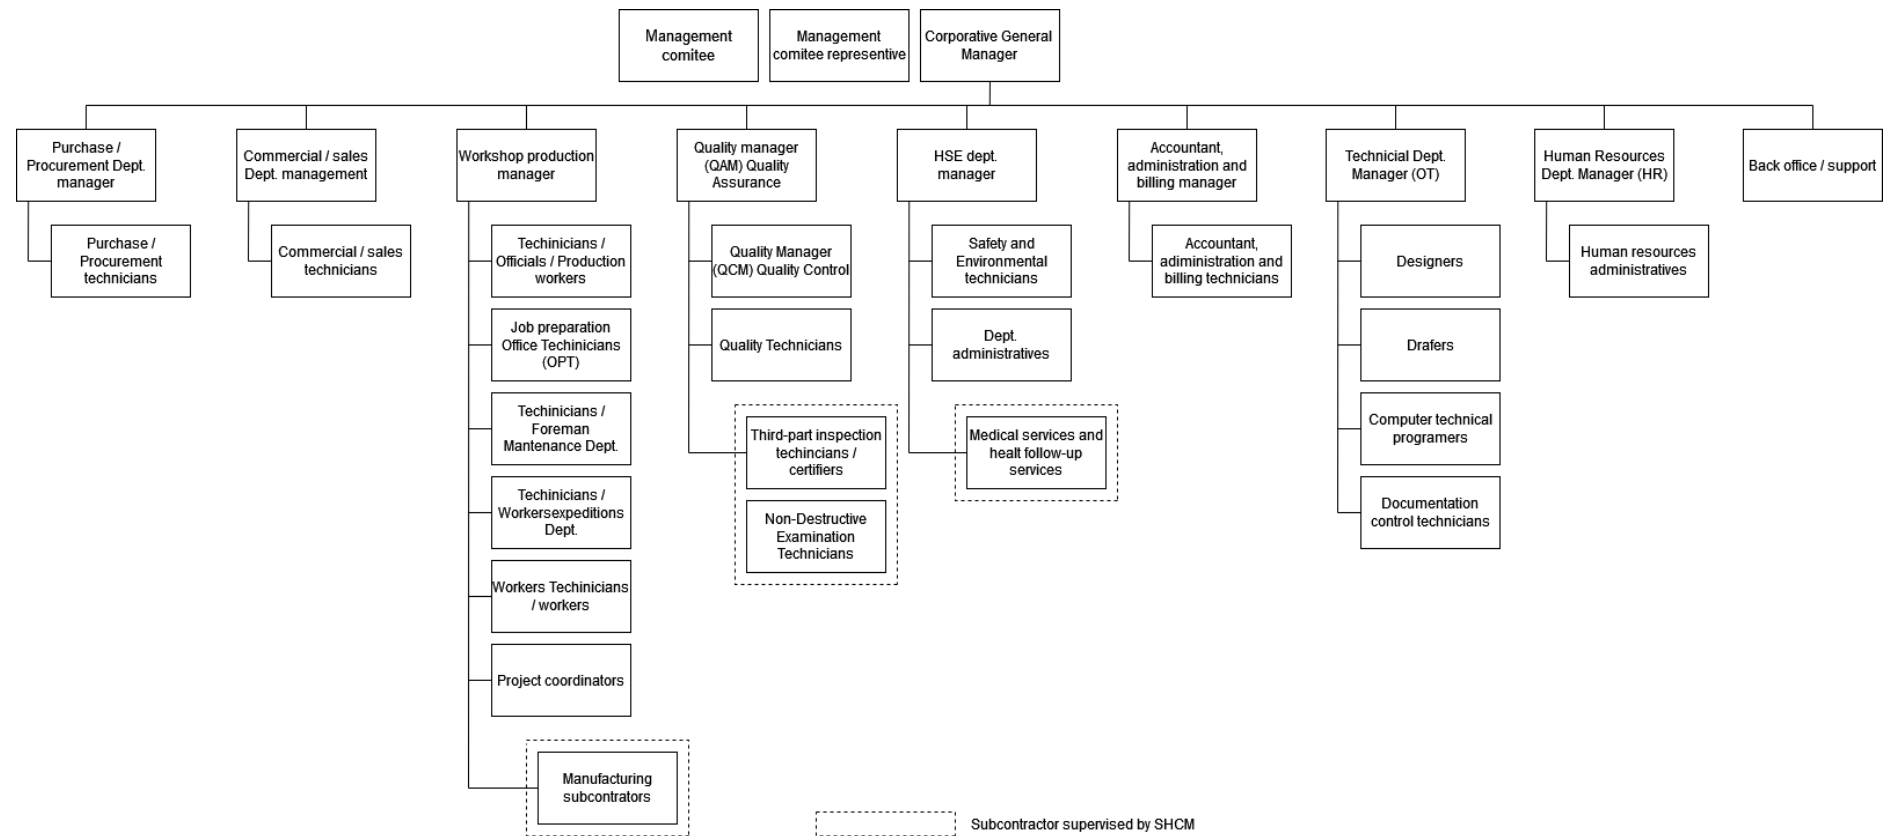 Management
comitee
Management
comitee representive
Corporative General
Manager
Purchase /
Procurement Dept.
manager
Commercial / sales
Dept. management
Workshop production
manager
Quality manager
(QAM) Quality
Assurance
HSE dept.
manager
Accountant,
administration and
billing manager
Technicial Dept.
Manager (OT)
Human Resources
Dept. Manager (HR)
Back office / support
Purchase /
Procurement
technicians
Commercial / sales
technicians
Techinicians /
Officials / Production
workers
Job preparation
Office Techinicians
(OPT)
Techinicians /
Foreman
Mantenance Dept.
Techinicians /
Workersexpeditions
Dept.
Workers Techinicians
/ workers
Project coordinators
Manufacturing
subcontrators
Quality Manager
(QCM) Quality Control
Quality Technicians
Third-part inspection
techincians /
certifiers
Non-Destructive
Examination
Technicians
Safety and
Environmental
technicians
Dept.
administratives
Medical services and
healt follow-up
services
Accountant,
adiministration and
billing technicians
Designers
Drafers
Computer technical
programers
Documentation
control technicians
Human resources
administratives
Subcontractor supervised by SHCM